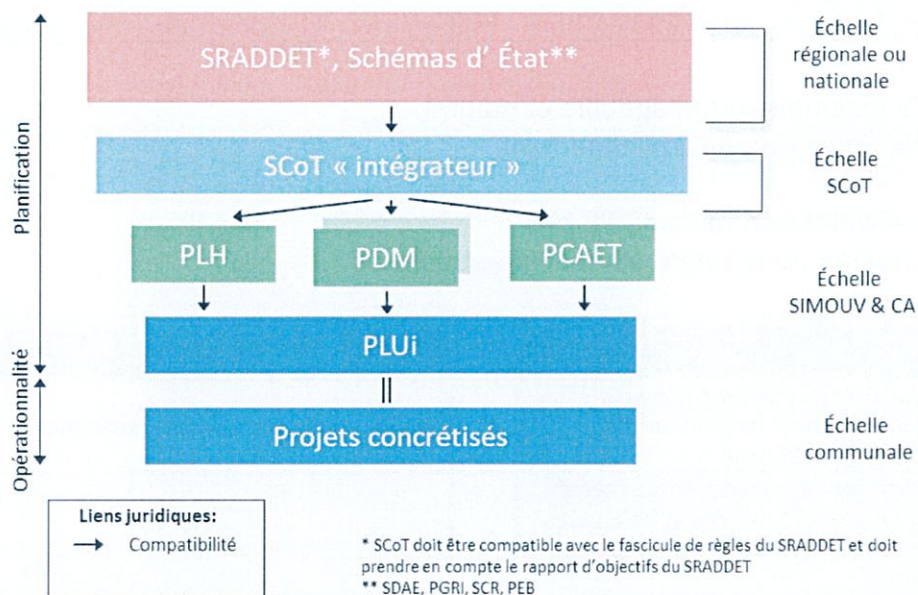 SRADDET*, Schémas d' État**
Échelle
régionale ou
nationale
Planification
SCoT « intégrateur »
Échelle
SCoT
PLH
PDM
PCAET
Échelle
SIMOUV & CA
PLUi
Opérationnalité
Projets concrétisés
Échelle
communale
Liens juridiques:
Compatibilité
* SCoT doit être compatible avec le fascicule de règles du SRADDET et doit
prendre en compte le rapport d'objectifs du SRADDET
** SDAE, PGRI, SCR, PEB